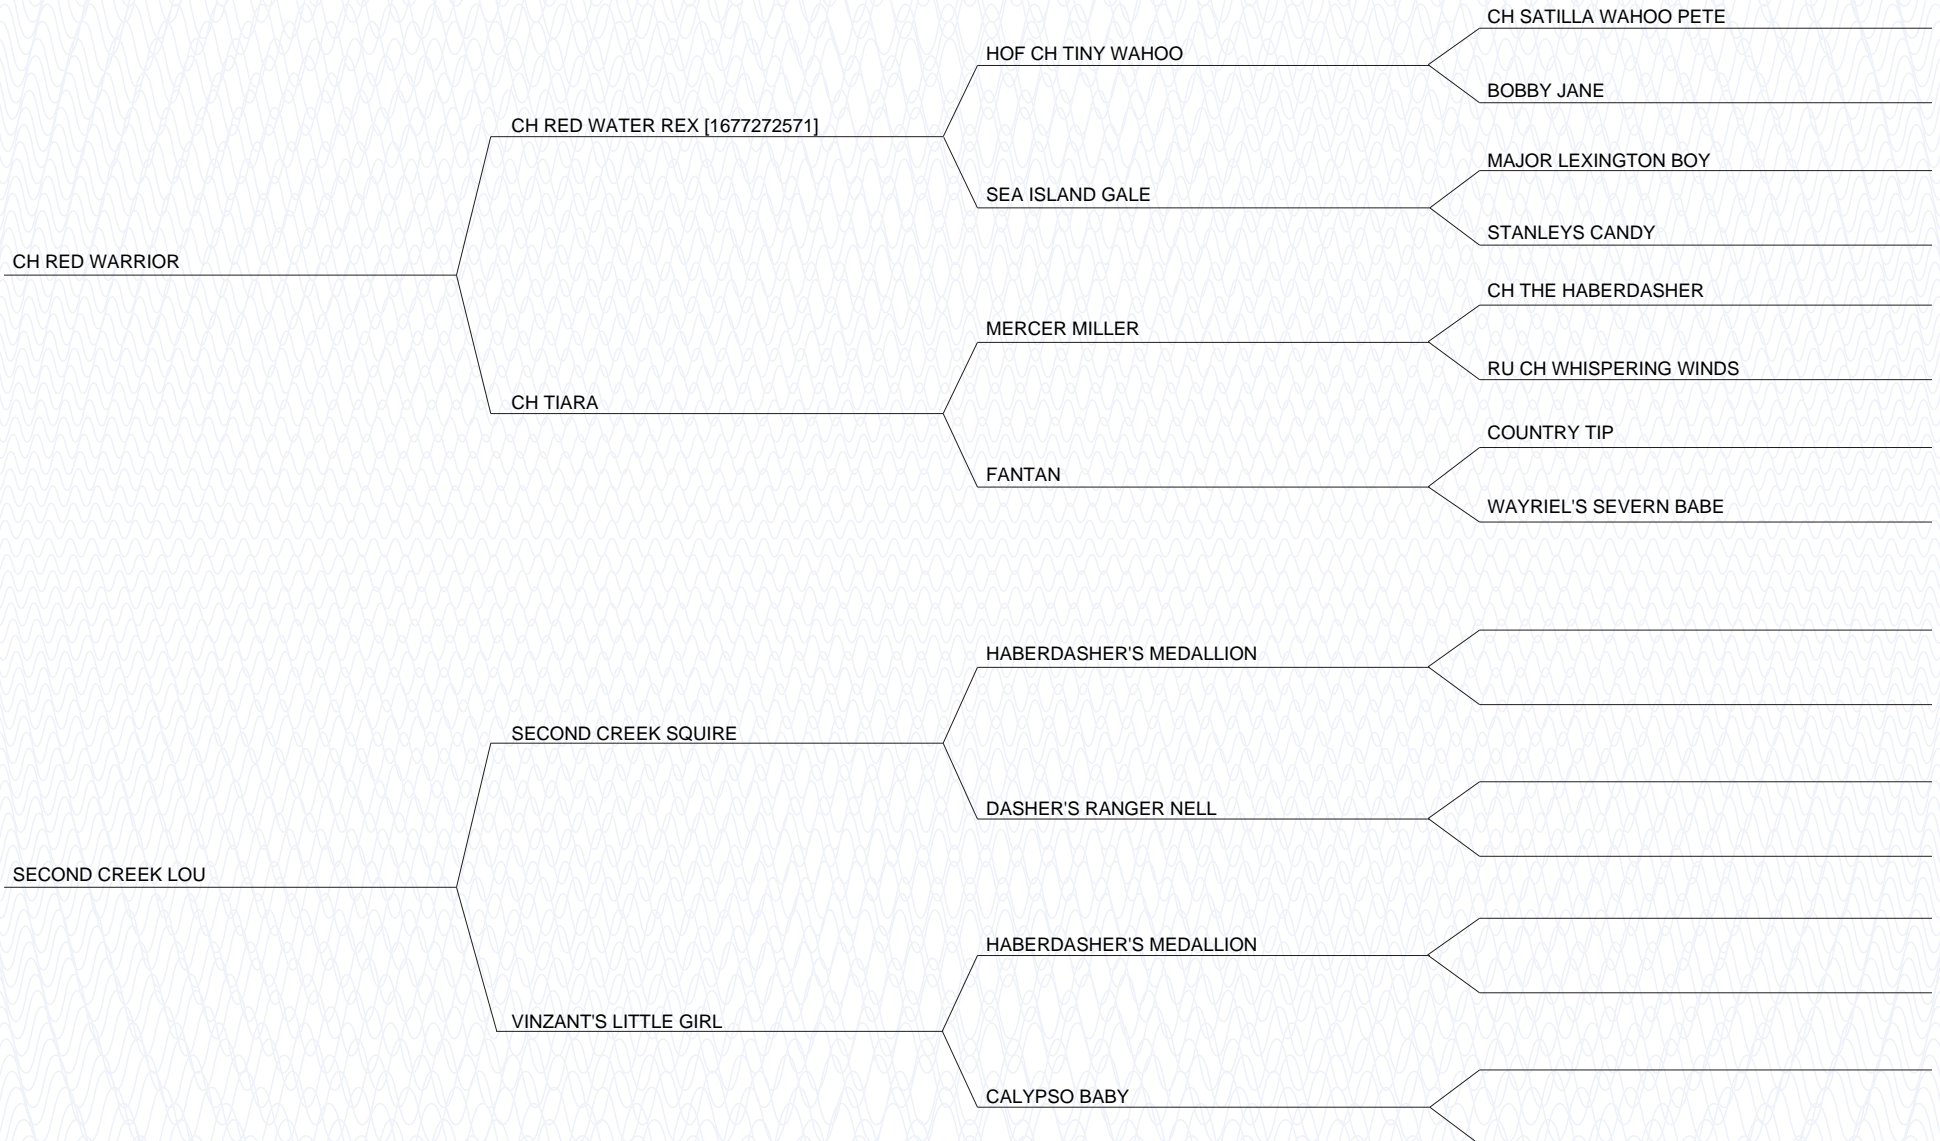 CH SATILLA WAHOO PETE
HOF CH TINY WAHOO
BOBBY JANE
CH RED WATER REX [1677272571]
MAJOR LEXINGTON BOY
SEA ISLAND GALE
STANLEYS CANDY
CH RED WARRIOR
CH THE HABERDASHER
MERCER MILLER
RU CH WHISPERING WINDS
CH TIARA
COUNTRY TIP
FANTAN
WAYRIEL'S SEVERN BABE
HABERDASHER'S MEDALLION
SECOND CREEK SQUIRE
DASHER'S RANGER NELL
SECOND CREEK LOU
HABERDASHER'S MEDALLION
VINZANT'S LITTLE GIRL
CALYPSO BABY